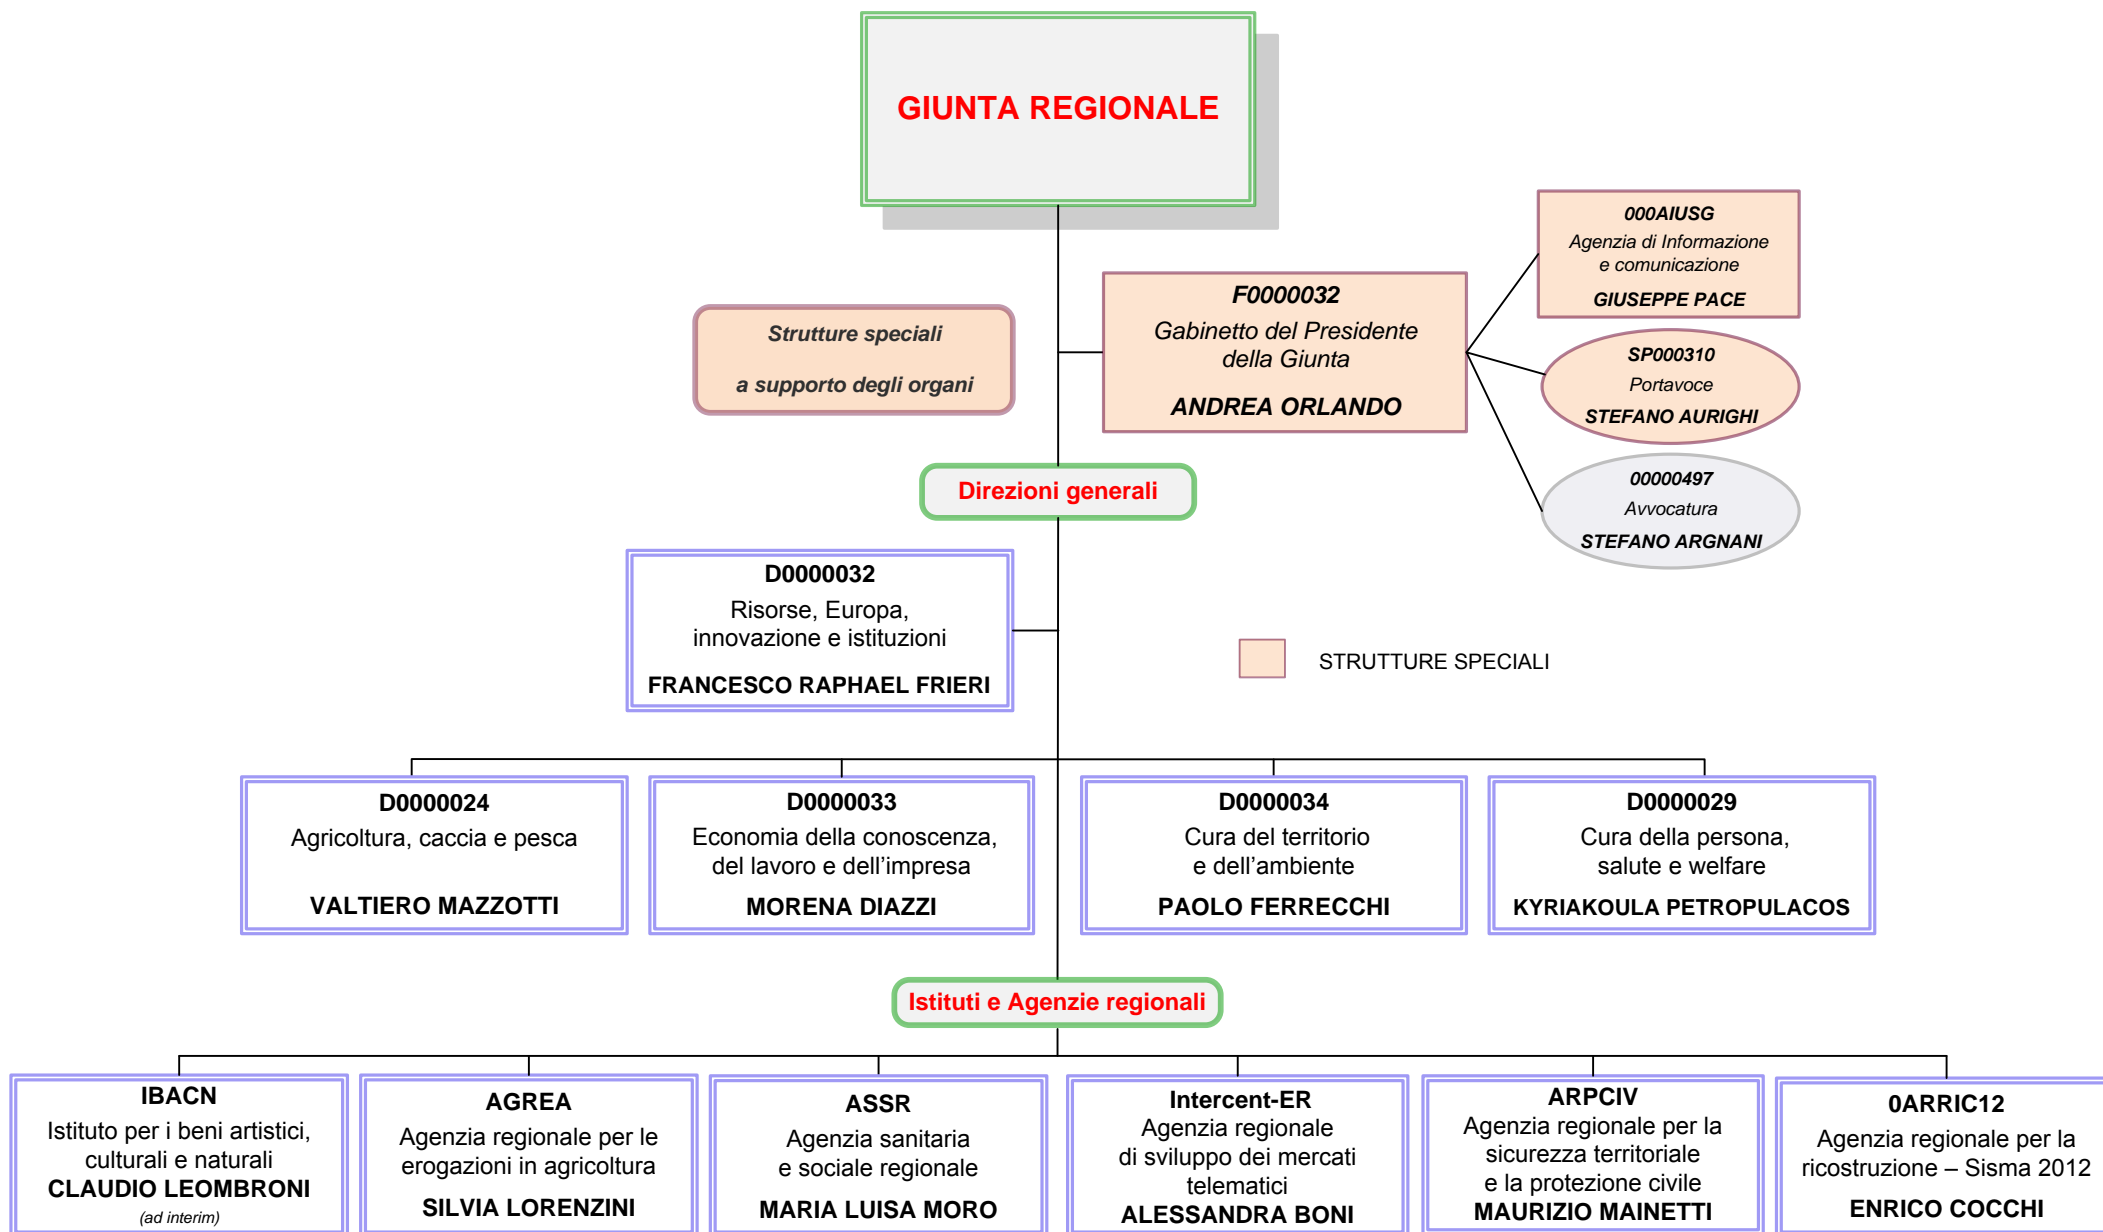 GIUNTA REGIONALE
000AIUSG
Agenzia di Informazione
e comunicazione
GIUSEPPE PACE
F0000032
Gabinetto del Presidente
della Giunta
ANDREA ORLANDO
Strutture speciali
a supporto degli organi
SP000310
Portavoce
STEFANO AURIGHI
00000497
Avvocatura
STEFANO ARGNANI
Direzioni generali
D0000032
Risorse, Europa,
innovazione e istituzioni
FRANCESCO RAPHAEL FRIERI
STRUTTURE SPECIALI
D0000024
Agricoltura, caccia e pesca
VALTIERO MAZZOTTI
D0000033
Economia della conoscenza,
del lavoro e dell’impresa
MORENA DIAZZI
D0000034
Cura del territorio
e dell’ambiente
PAOLO FERRECCHI
D0000029
Cura della persona,
salute e welfare
KYRIAKOULA PETROPULACOS
Istituti e Agenzie regionali
IBACN
Istituto per i beni artistici,
culturali e naturali
CLAUDIO LEOMBRONI
(ad interim)
AGREA
Agenzia regionale per le
erogazioni in agricoltura
SILVIA LORENZINI
ASSR
Agenzia sanitaria
e sociale regionale
MARIA LUISA MORO
Intercent-ER
Agenzia regionale
di sviluppo dei mercati
telematici
ALESSANDRA BONI
ARPCIV
Agenzia regionale per la
sicurezza territoriale
e la protezione civile
MAURIZIO MAINETTI
0ARRIC12
Agenzia regionale per la
ricostruzione – Sisma 2012
ENRICO COCCHI